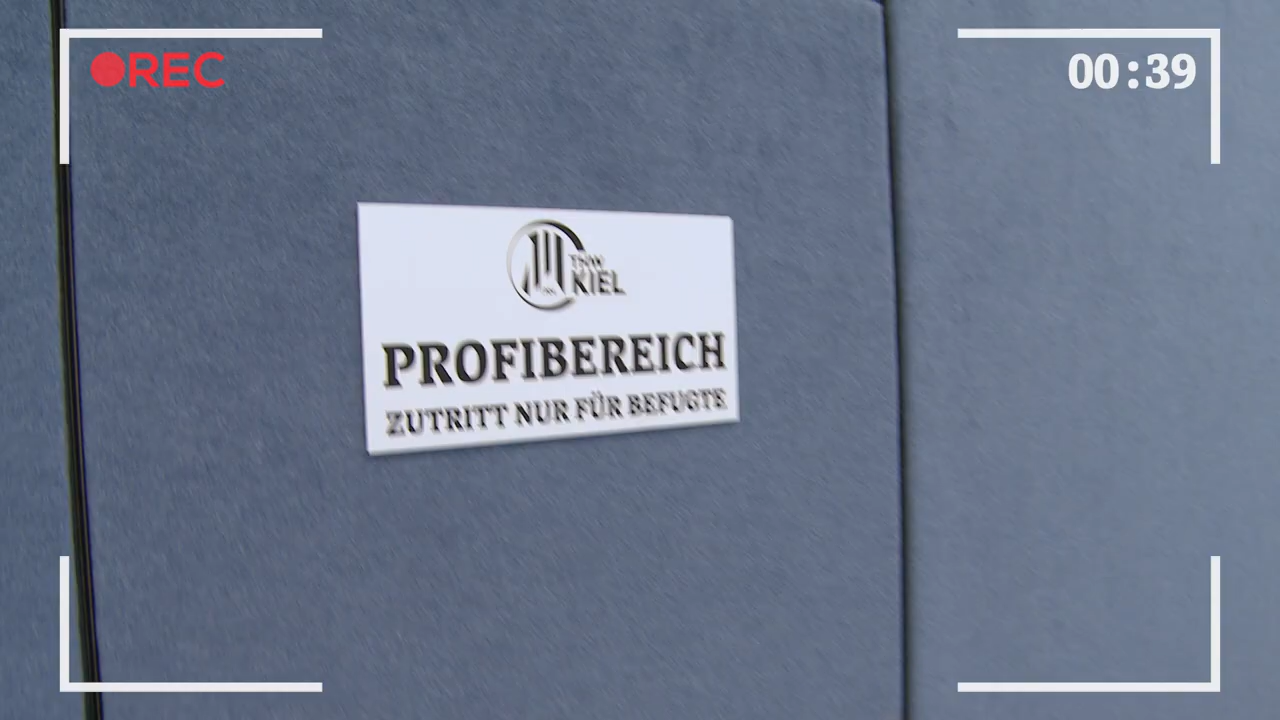 REC
00:39
THW
KIEL
PROFIBEREICH
ZUTRITT NUR FÜR BEFUGTE